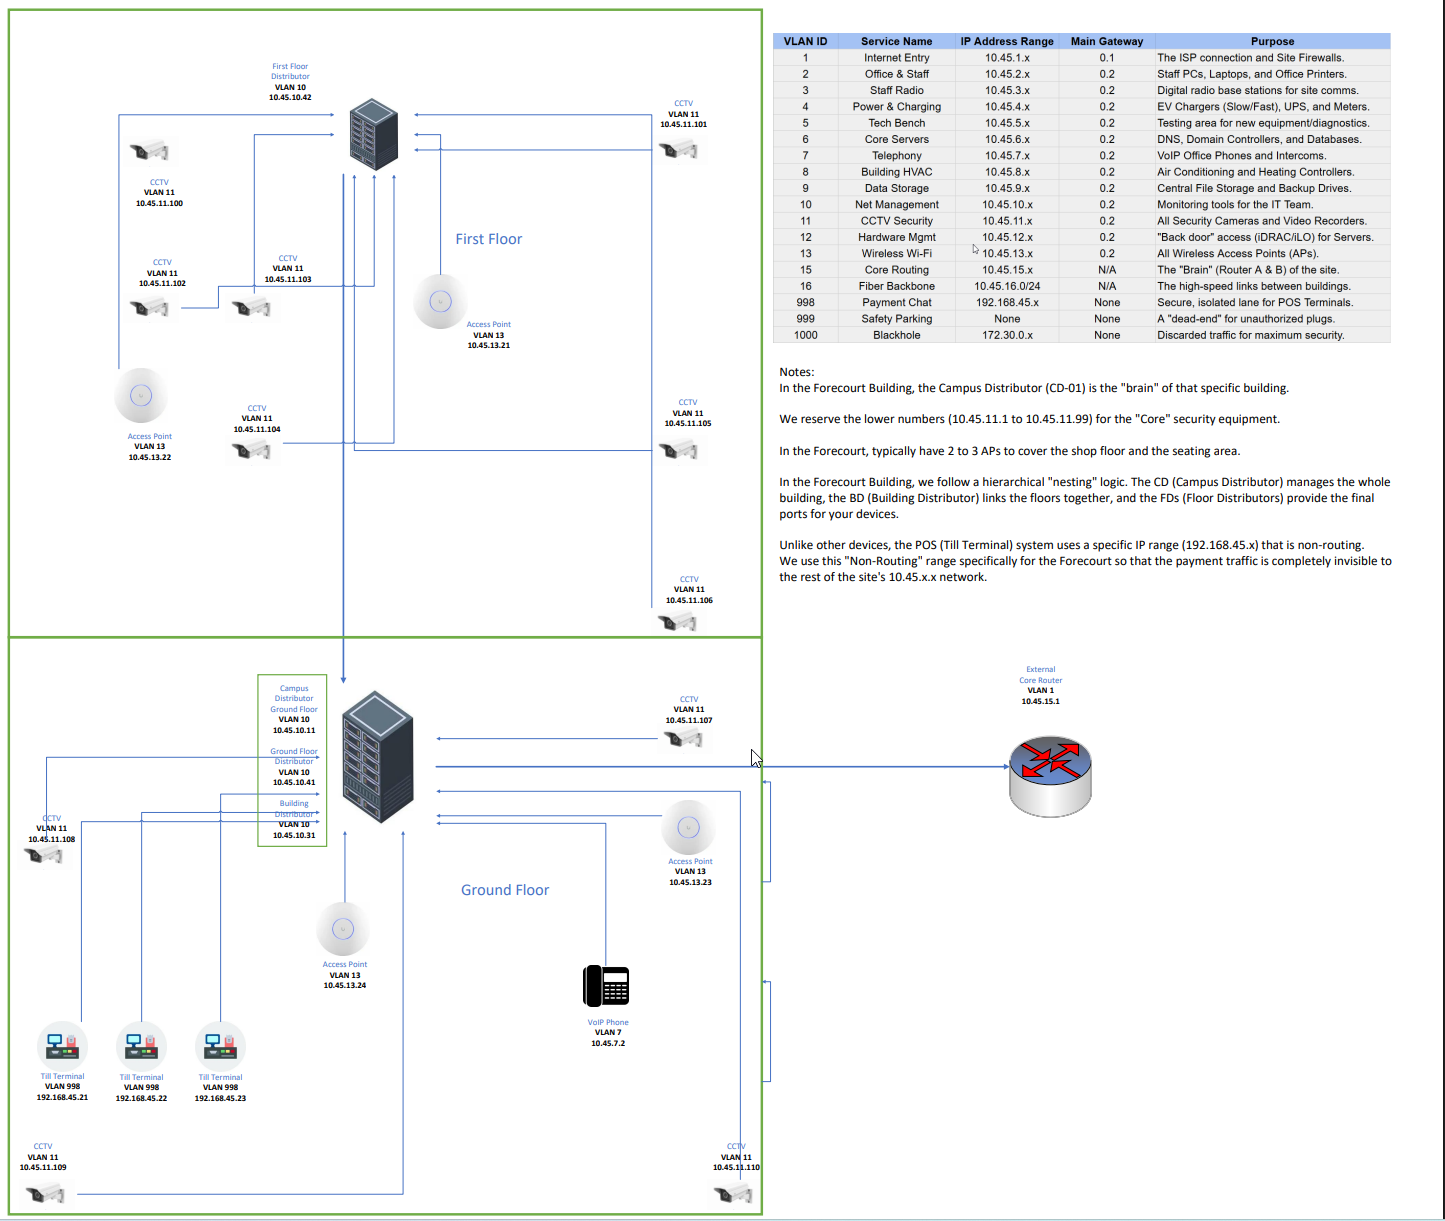 First Floor
Distributor
VLAN 10
10.45.10.42
CCTV
VLAN 11
10.45.11.101
CCTV
VLAN 11
10.45.11.100
First Floor
CCTV
VLAN 11
10.45.11.102
CCTV
VLAN 11
10.45.11.103
Access Point
VLAN 13
10.45.13.21
CCTV
VLAN 11
10.45.11.104
CCTV
VLAN 11
10.45.11.105
Access Point
VLAN 13
10.45.13.22
CCTV
VLAN 11
10.45.11.106
VLAN ID Service Name IP Address Range Main Gateway Purpose
1 Internet Entry 10.45.1.x 0.1 The ISP connection and Site Firewalls.
2 Office & Staff 10.45.2.x 0.2 Staff PCs, Laptops, and Office Printers.
3 Staff Radio 10.45.3.x 0.2 Digital radio base stations for site comms.
4 Power & Charging 10.45.4.x 0.2 EV Chargers (Slow/Fast), UPS, and Meters.
5 Tech Bench 10.45.5.x 0.2 Testing area for new equipment/diagnostics.
6 Core Servers 10.45.6.x 0.2 DNS, Domain Controllers, and Databases.
7 Telephony 10.45.7.x 0.2 VoIP Office Phones and Intercoms.
8 Building HVAC 10.45.8.x 0.2 Air Conditioning and Heating Controllers.
9 Data Storage 10.45.9.x 0.2 Central File Storage and Backup Drives.
10 Net Management 10.45.10.x 0.2 Monitoring tools for the IT Team.
11 CCTV Security 10.45.11.x 0.2 All Security Cameras and Video Recorders.
12 Hardware Mgmt 10.45.12.x 0.2 "Back door" access (iDRAC/iLO) for Servers.
13 Wireless Wi-Fi 10.45.13.x 0.2 All Wireless Access Points (APs).
15 Core Routing 10.45.15.x N/A The "Brain" (Router A & B) of the site.
16 Fiber Backbone 10.45.16.0/24 N/A The high-speed links between buildings.
998 Payment Chat 192.168.45.x None Secure, isolated lane for POS Terminals.
999 Safety Parking None None A "dead-end" for unauthorized plugs.
1000 Blackhole 172.30.0.x None Discarded traffic for maximum security.
Notes:
In the Forecourt Building, the Campus Distributor (CD-01) is the "brain" of that specific building.
We reserve the lower numbers (10.45.11.1 to 10.45.11.99) for the "Core" security equipment.
In the Forecourt, typically have 2 to 3 APs to cover the shop floor and the seating area.
In the Forecourt Building, we follow a hierarchical "nesting" logic. The CD (Campus Distributor) manages the whole
building, the BD (Building Distributor) links the floors together, and the FDs (Floor Distributors) provide the final
ports for your devices.
Unlike other devices, the POS (Till Terminal) system uses a specific IP range (192.168.45.x) that is non-routing.
We use this "Non-Routing" range specifically for the Forecourt so that the payment traffic is completely invisible to
the rest of the site's 10.45.x.x network.
External
Core Router
VLAN 1
10.45.15.1
Campus
Distributor
Ground Floor
VLAN 10
10.45.10.11
Ground Floor
Distributor
VLAN 10
10.45.10.41
Building
Distributor
VLAN 10
10.45.10.31
CCTV
VLAN 11
10.45.11.107
CCTV
VLAN 11
10.45.11.108
Access Point
VLAN 13
10.45.13.23
Ground Floor
Access Point
VLAN 13
10.45.13.24
VoIP Phone
VLAN 7
10.45.7.2
Till Terminal
VLAN 998
192.168.45.21
Till Terminal
VLAN 998
192.168.45.22
Till Terminal
VLAN 998
192.168.45.23
CCTV
VLAN 11
10.45.11.109
CCTV
VLAN 11
10.45.11.110